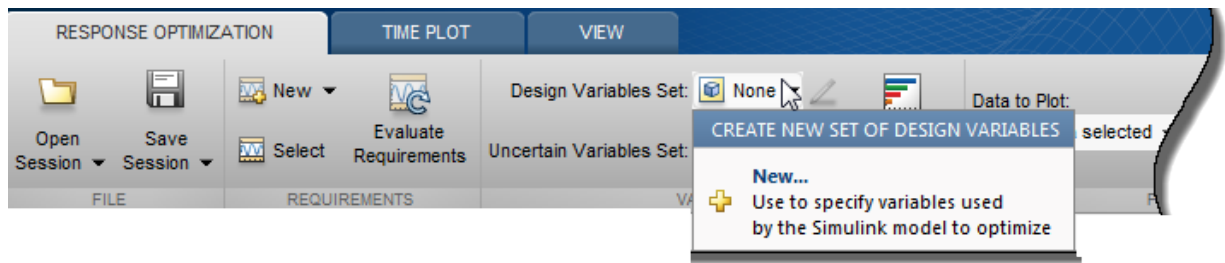 RESPONSE OPTIMIZATION TIME PLOT VIEW
New Design Variables Set: None Data to Plot:
Open Session Save Session Select Evaluate Requirements Uncertain Variables Set: selected
FILE REQUIREMENTS
CREATE NEW SET OF DESIGN VARIABLES
New...
Use to specify variables used
by the Simulink model to optimize